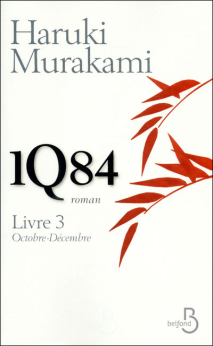 Haruki
Murakami
1Q84
roman
Livre 3
Octobre-Décembre
belfond